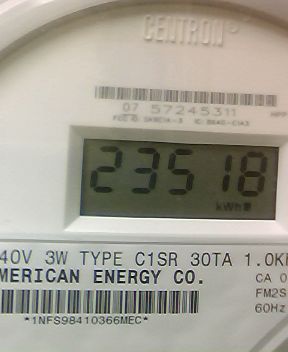 CENTRON
07 57245311
23518
kWh
40V 3W TYPE C1SR 30TA 1.0K
MERICAN ENERGY CO.
CA 0
FM2S
60Hz
*1NFS98410366MEC*